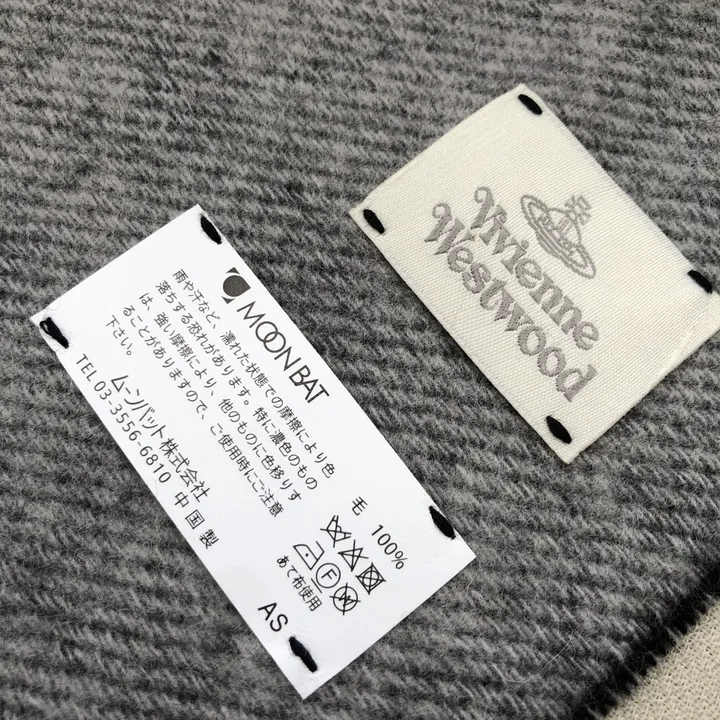 MOONBAT
雨や汗など、濡れた状態での摩擦により色
落ちする恐れがあります。特に濃色のもの
は、強い摩擦により、他のものに色移りす
ることがありますので、ご使用時にご注意
下さい。
ムーンバット株式会社
TEL 03-3556-6810 中国製
毛 100%
F
あて布使用
AS
Vivienne
Westwood